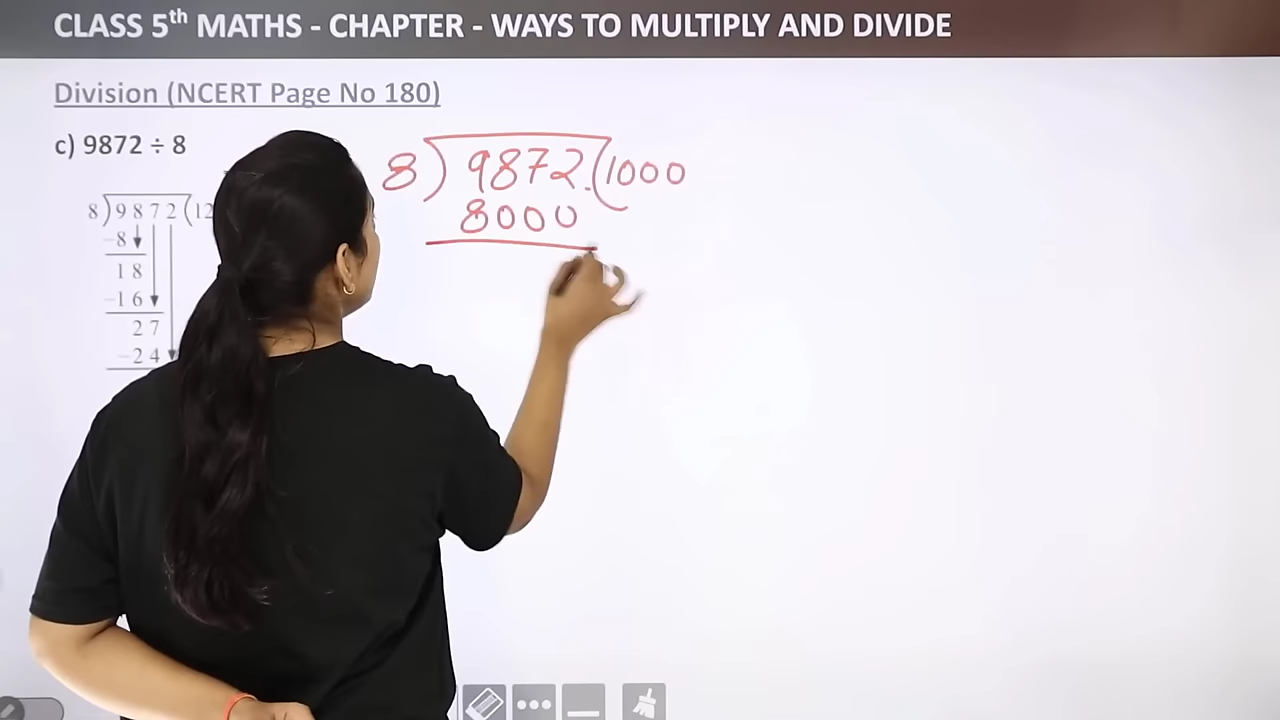 CLASS 5th MATHS - CHAPTER - WAYS TO MULTIPLY AND DIVIDE
Division (NCERT Page No 180)
c) 9872 ÷ 8
8)9872(12
-8
18
-16
27
-24
8)9872.(1000
8000